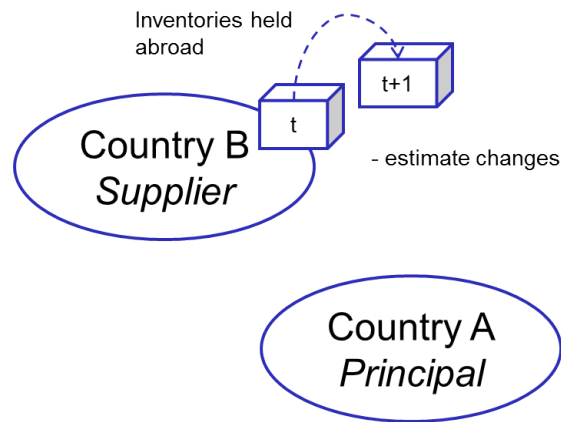 Inventories held
abroad
t+1
t
Country B
Supplier
- estimate changes
Country A
Principal